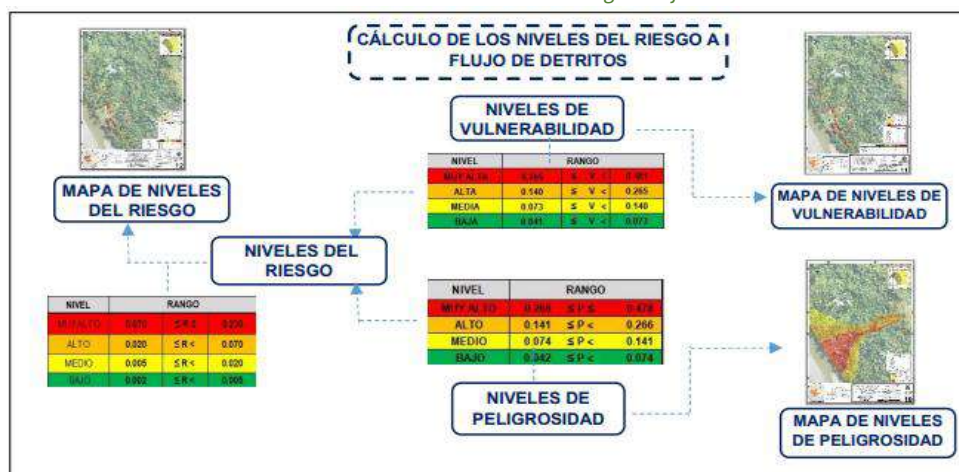 CÁLCULO DE LOS NIVELES DEL RIESGO A
FLUJO DE DETRITOS
NIVELES DE
VULNERABILIDAD
NIVEL RANGO
MUY ALTA
ALTA 0.140 ≤ V < 0.265
MEDIA 0.073 ≤ V < 0.140
BAJA 0.041 ≤ V < 0.073
MAPA DE NIVELES
DEL RIESGO
MAPA DE NIVELES DE
VULNERABILIDAD
NIVELES DEL
RIESGO
NIVEL RANGO
MUY ALTO 0.070 ≤ R ≤
ALTO 0.020 ≤ R < 0.070
MEDIO 0.005 ≤ R < 0.020
BAJO 0.002 ≤ R < 0.005
NIVEL RANGO
MUY ALTO 0.266 ≤ P ≤ 0.478
ALTO 0.141 ≤ P < 0.266
MEDIO 0.074 ≤ P < 0.141
BAJO 0.042 ≤ P < 0.074
NIVELES DE
PELIGROSIDAD
MAPA DE NIVELES
DE PELIGROSIDAD